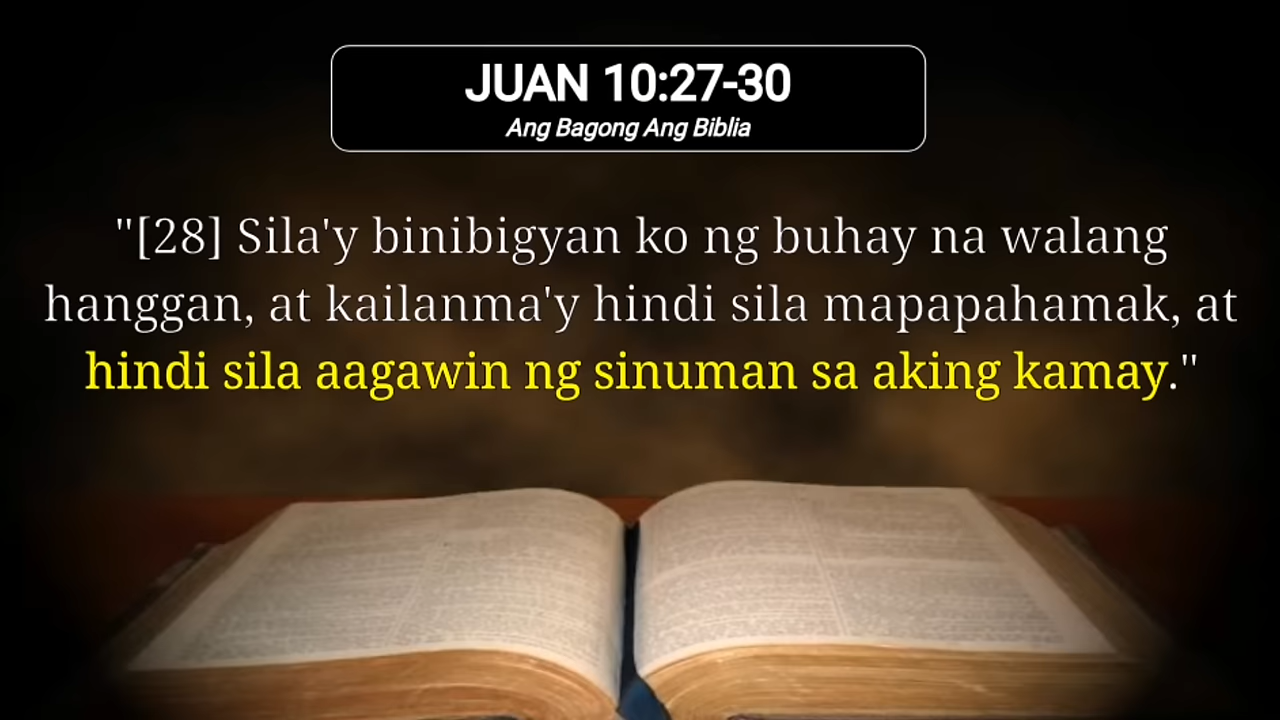 JUAN 10:27-30
Ang Bagong Ang Biblia
"[28] Sila'y binibigyan ko ng buhay na walang
hanggan, at kailanma'y hindi sila mapapahamak, at
hindi sila aagawin ng sinuman sa aking kamay."